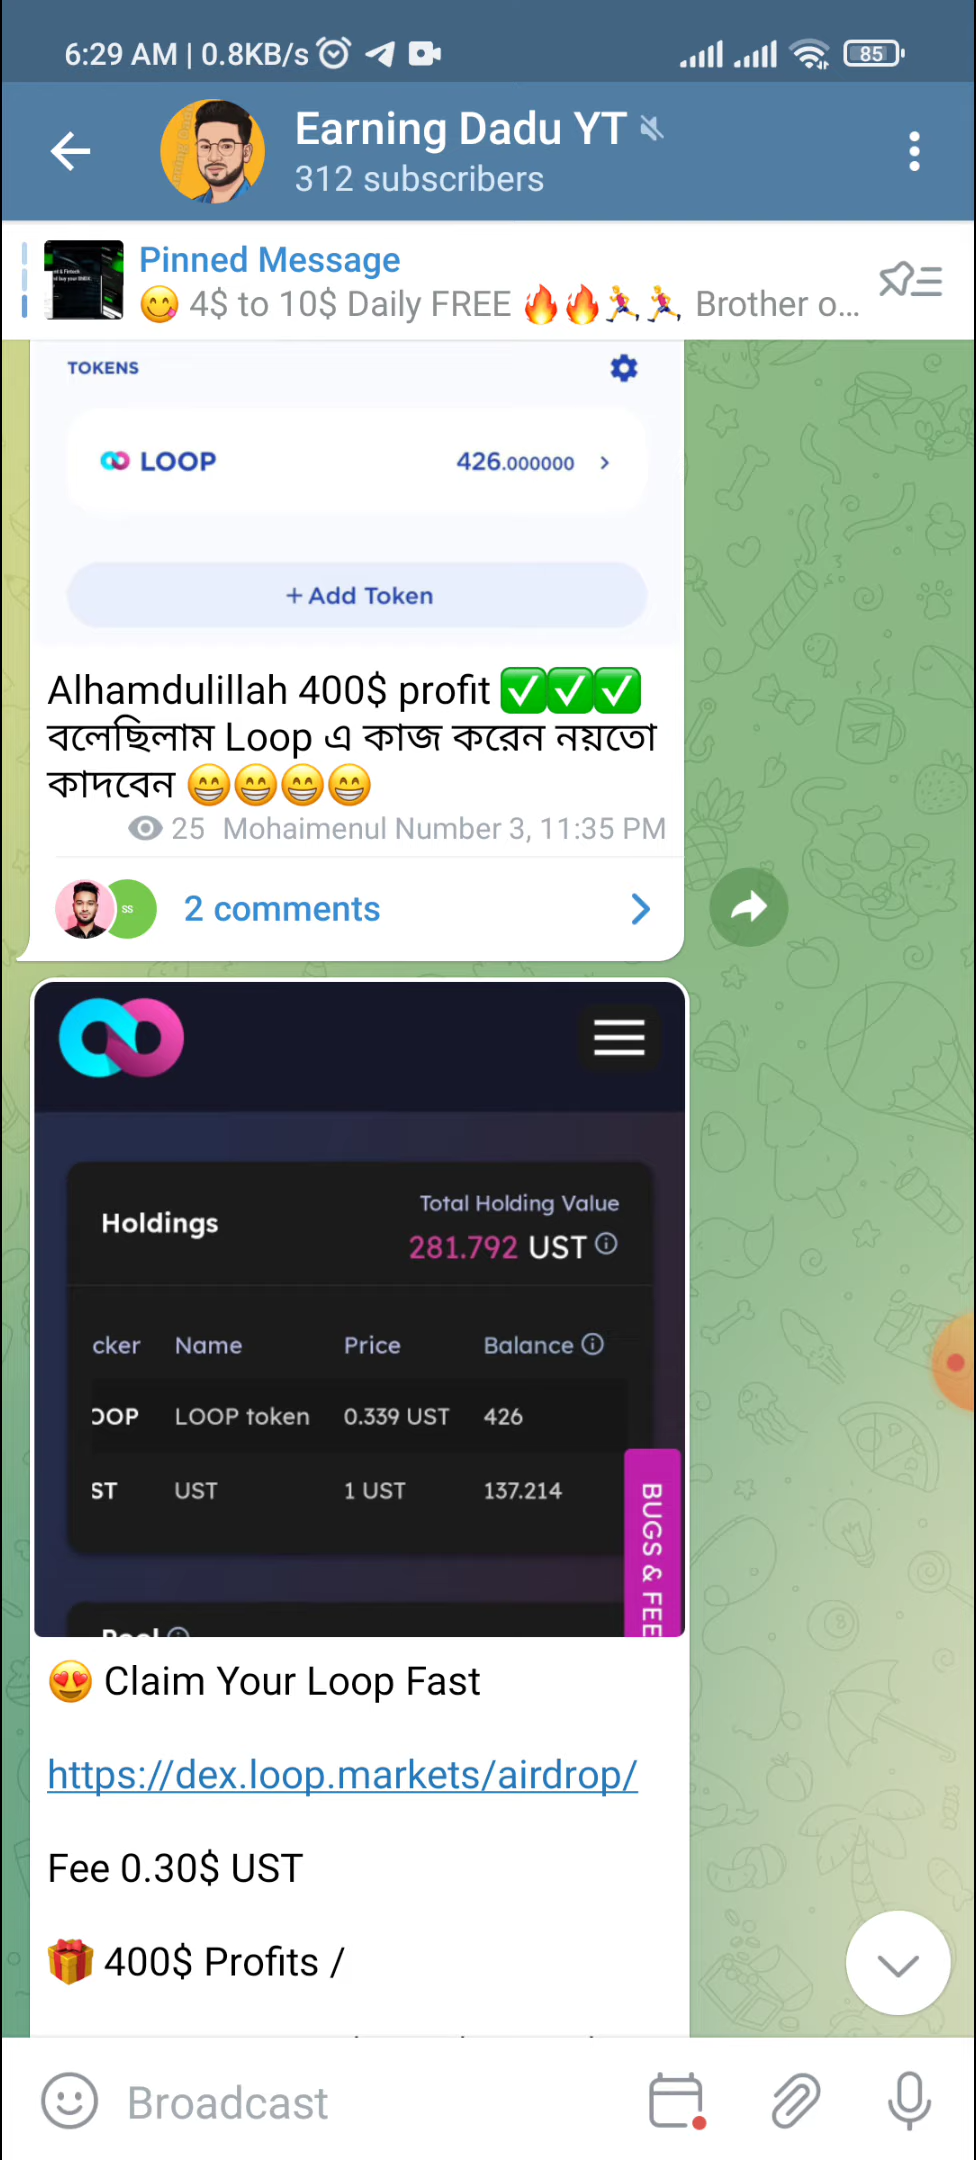 6:29 AM | 0.8KB/s
85
Earning Dadu YT
312 subscribers
Pinned Message
😋 4$ to 10$ Daily FREE 🔥🔥🏃🏃 Brother o...
TOKENS
LOOP 426.000000 >
+ Add Token
Alhamdulillah 400$ profit ✅✅✅
বলেছিলাম Loop এ কাজ করেন নয়তো
কাদবেন 😁😁😁😁
25 Mohaimenul Number 3, 11:35 PM
SS
2 comments
Holdings
Total Holding Value
281.792 UST
cker Name Price Balance
OOP LOOP token 0.339 UST 426
ST UST 1 UST 137.214
BUGS & FEE
Pool
😍 Claim Your Loop Fast
https://dex.loop.markets/airdrop/
Fee 0.30$ UST
🎁 400$ Profits /
Broadcast